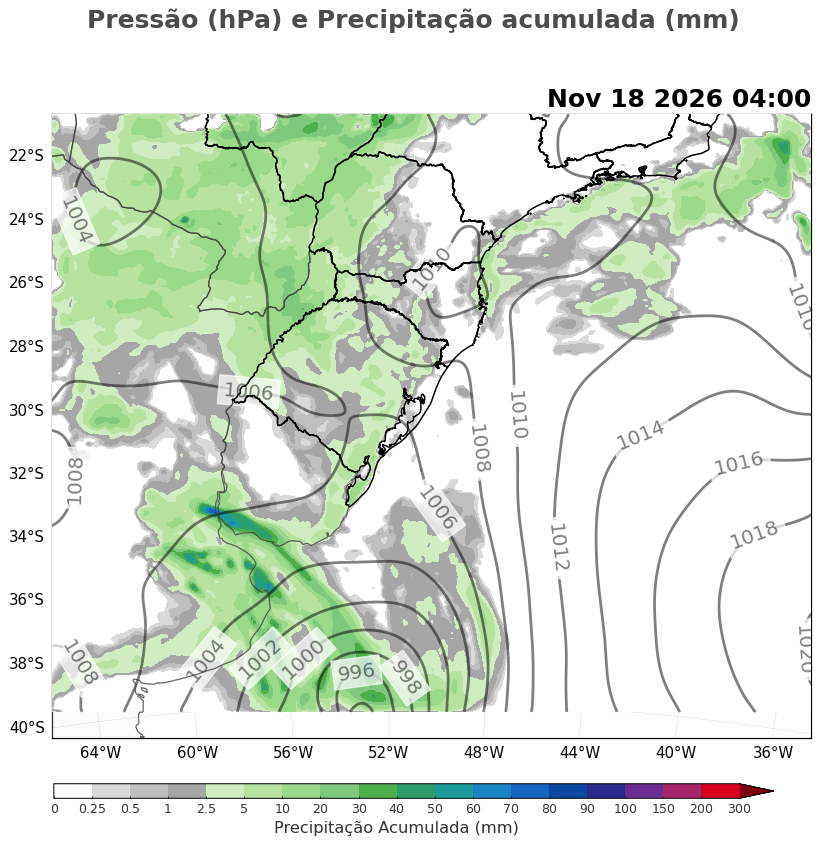 Pressão (hPa) e Precipitação acumulada (mm)
Nov 18 2026 04:00
22°S
24°S
26°S
28°S
30°S
32°S
34°S
36°S
38°S
40°S
1004
1010
1010
1006
1008
1010
1008
1014
1016
1006
1012
1018
1008
1004
1002
1000
996
998
1020
64°W 60°W 56°W 52°W 48°W 44°W 40°W 36°W
0 0.25 0.5 1 2.5 5 10 20 30 40 50 60 70 80 90 100 150 200 300
Precipitação Acumulada (mm)